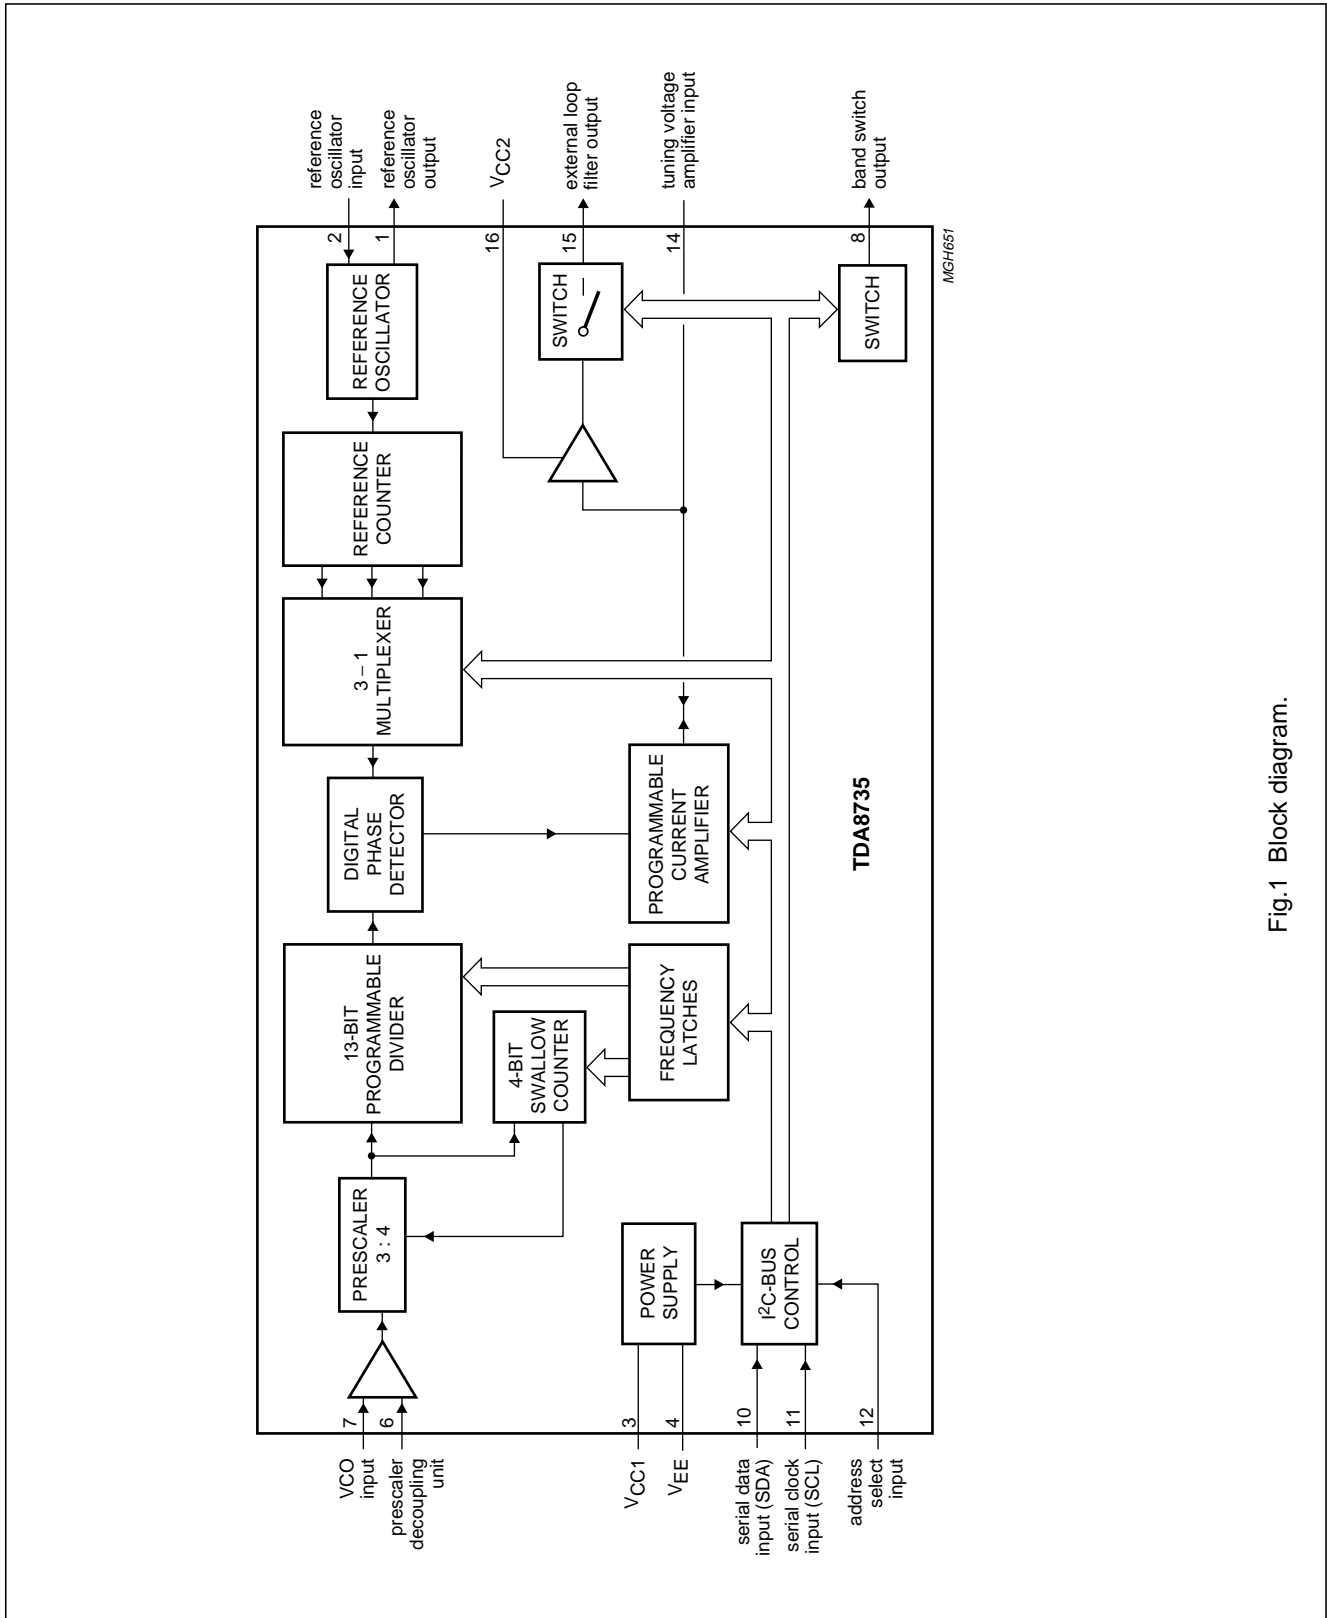 reference
oscillator
input
reference
oscillator
output
VCC2
external loop
filter output
tuning voltage
amplifier input
band switch
output
2
1
16
15
14
8
REFERENCE
OSCILLATOR
SWITCH
SWITCH
MGH651
REFERENCE
COUNTER
3 – 1
MULTIPLEXER
DIGITAL
PHASE
DETECTOR
PROGRAMMABLE
CURRENT
AMPLIFIER
TDA8735
13-BIT
PROGRAMMABLE
DIVIDER
4-BIT
SWALLOW
COUNTER
FREQUENCY
LATCHES
PRESCALER
3 : 4
POWER
SUPPLY
I2C-BUS
CONTROL
7
6
3
4
10
11
12
VCO
input
prescaler
decoupling
unit
VCC1
VEE
serial data
input (SDA)
serial clock
input (SCL)
address
select
input
Fig.1 Block diagram.